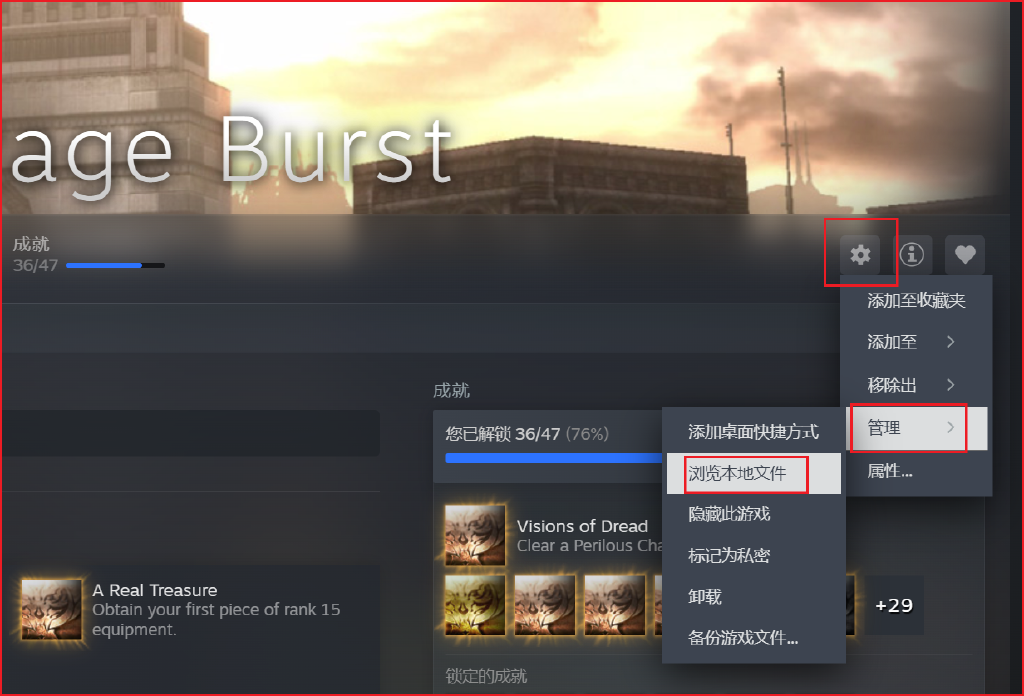 age Burst
成就
36/47
添加至收藏夹
添加至
移除出
管理
属性...
添加桌面快捷方式
浏览本地文件
隐藏此游戏
标记为私密
卸载
备份游戏文件...
成就
您已解锁 36/47 (76%)
Visions of Dread
Clear a Perilous Cha
+29
A Real Treasure
Obtain your first piece of rank 15
equipment.
锁定的成就